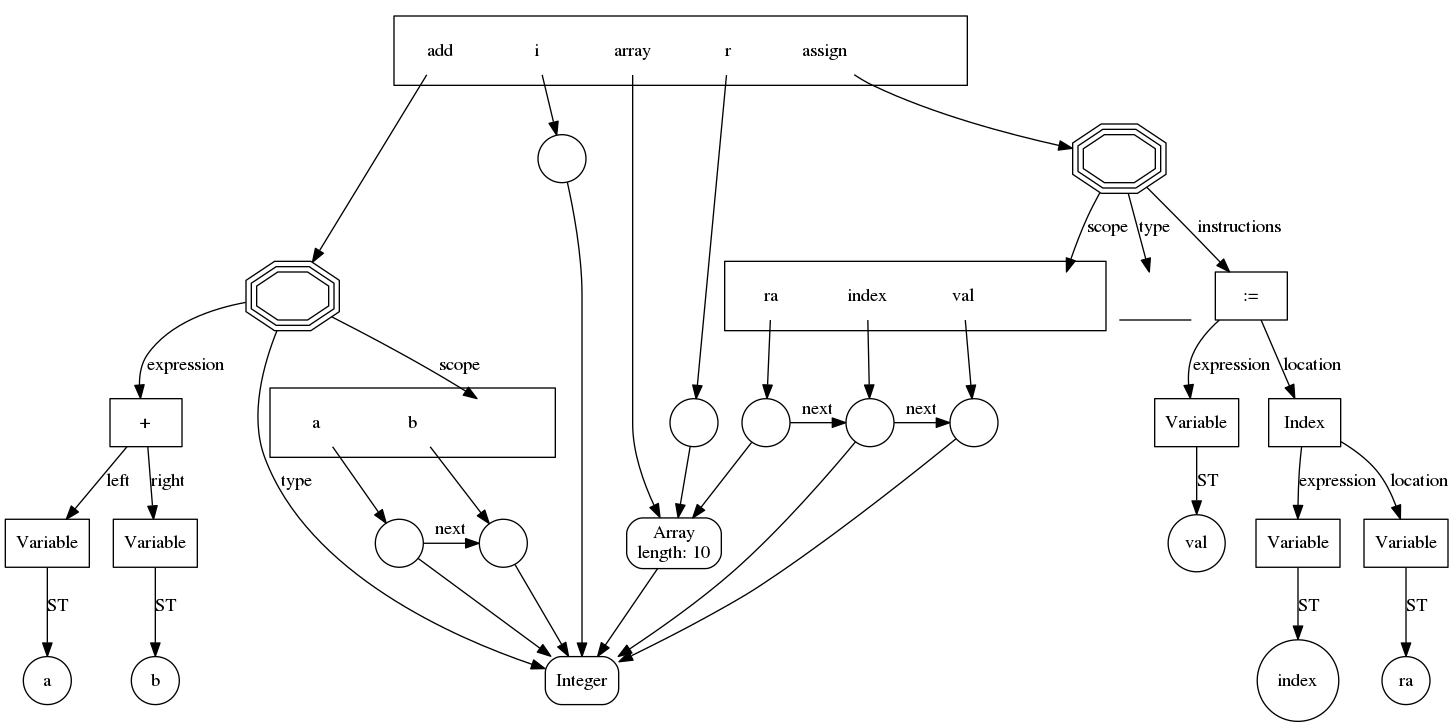 add i array r assign
scope type instructions
ra index val :=
expression scope expression location
+ a b next next Variable Index
left right type ST expression location
Variable Variable next Array val Variable Variable
length: 10
ST ST ST ST
a b Integer index ra